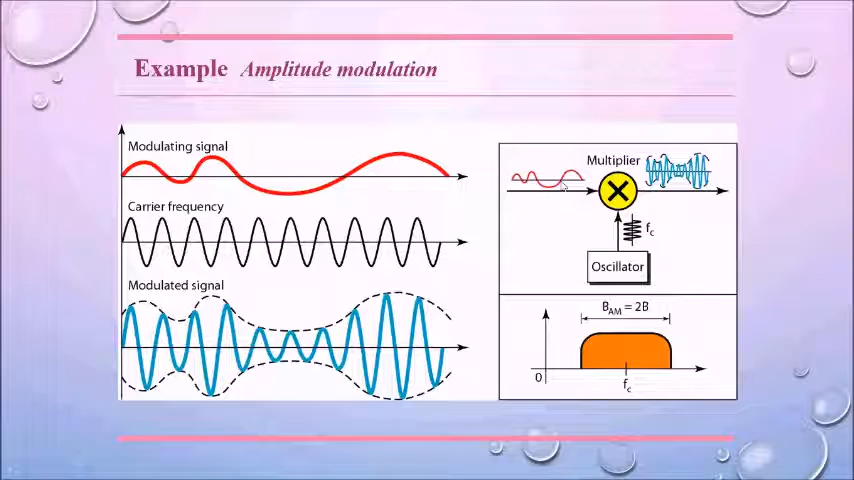 Example Amplitude modulation
Modulating signal
Carrier frequency
Modulated signal
Multiplier
fc
Oscillator
BAM = 2B
0
fc